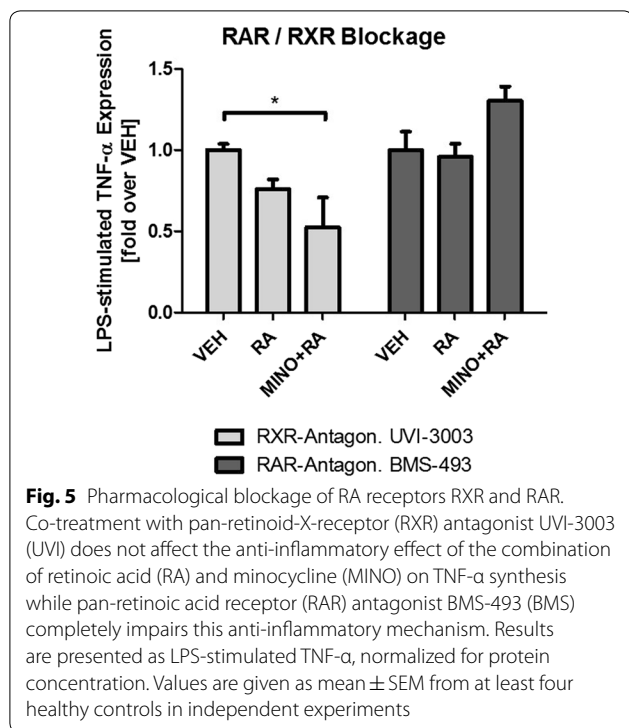 RAR / RXR Blockage
LPS-stimulated TNF-α Expression
[fold over VEH]
1.5
1.0
0.5
0.0
*
VEH
RA
MINO+RA
VEH
RA
MINO+RA
RXR-Antagon. UVI-3003
RAR-Antagon. BMS-493
Fig. 5 Pharmacological blockage of RA receptors RXR and RAR.
Co-treatment with pan-retinoid-X-receptor (RXR) antagonist UVI-3003
(UVI) does not affect the anti-inflammatory effect of the combination
of retinoic acid (RA) and minocycline (MINO) on TNF-α synthesis
while pan-retinoic acid receptor (RAR) antagonist BMS-493 (BMS)
completely impairs this anti-inflammatory mechanism. Results
are presented as LPS-stimulated TNF-α, normalized for protein
concentration. Values are given as mean ± SEM from at least four
healthy controls in independent experiments